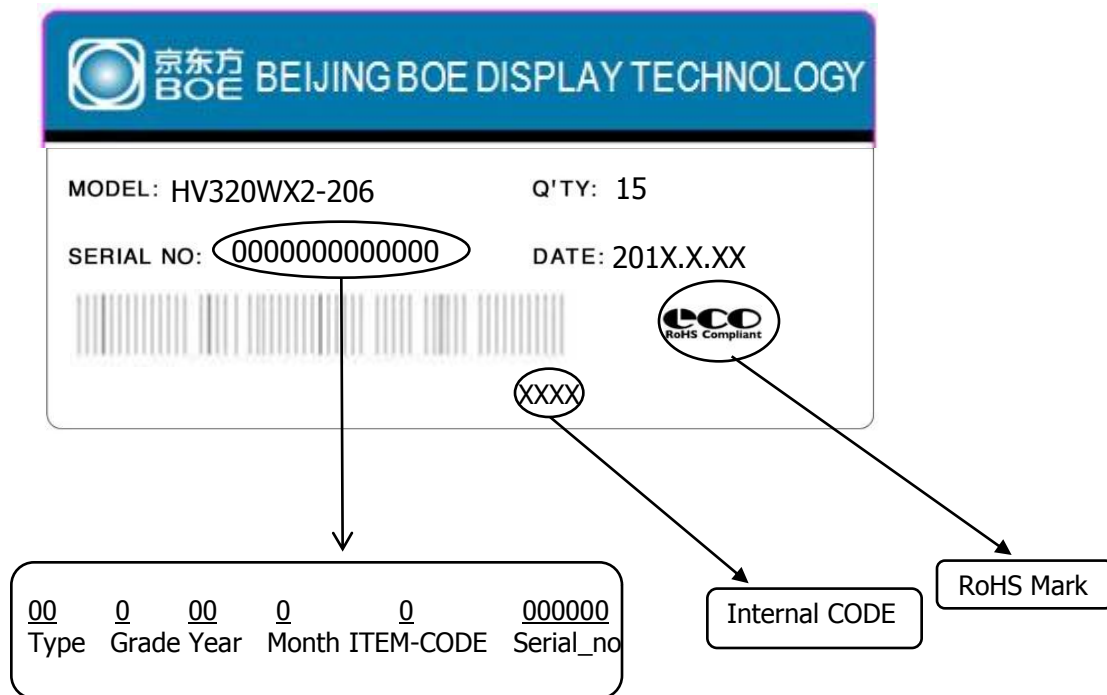 京东方
BOE BEIJING BOE DISPLAY TECHNOLOGY
MODEL: HV320WX2-206 Q'TY: 15
SERIAL NO: 0000000000000 DATE: 201X.X.XX
eco
RoHS Compliant
XXXX
00 0 00 0 0 000000
Type Grade Year Month ITEM-CODE Serial_no
Internal CODE
RoHS Mark